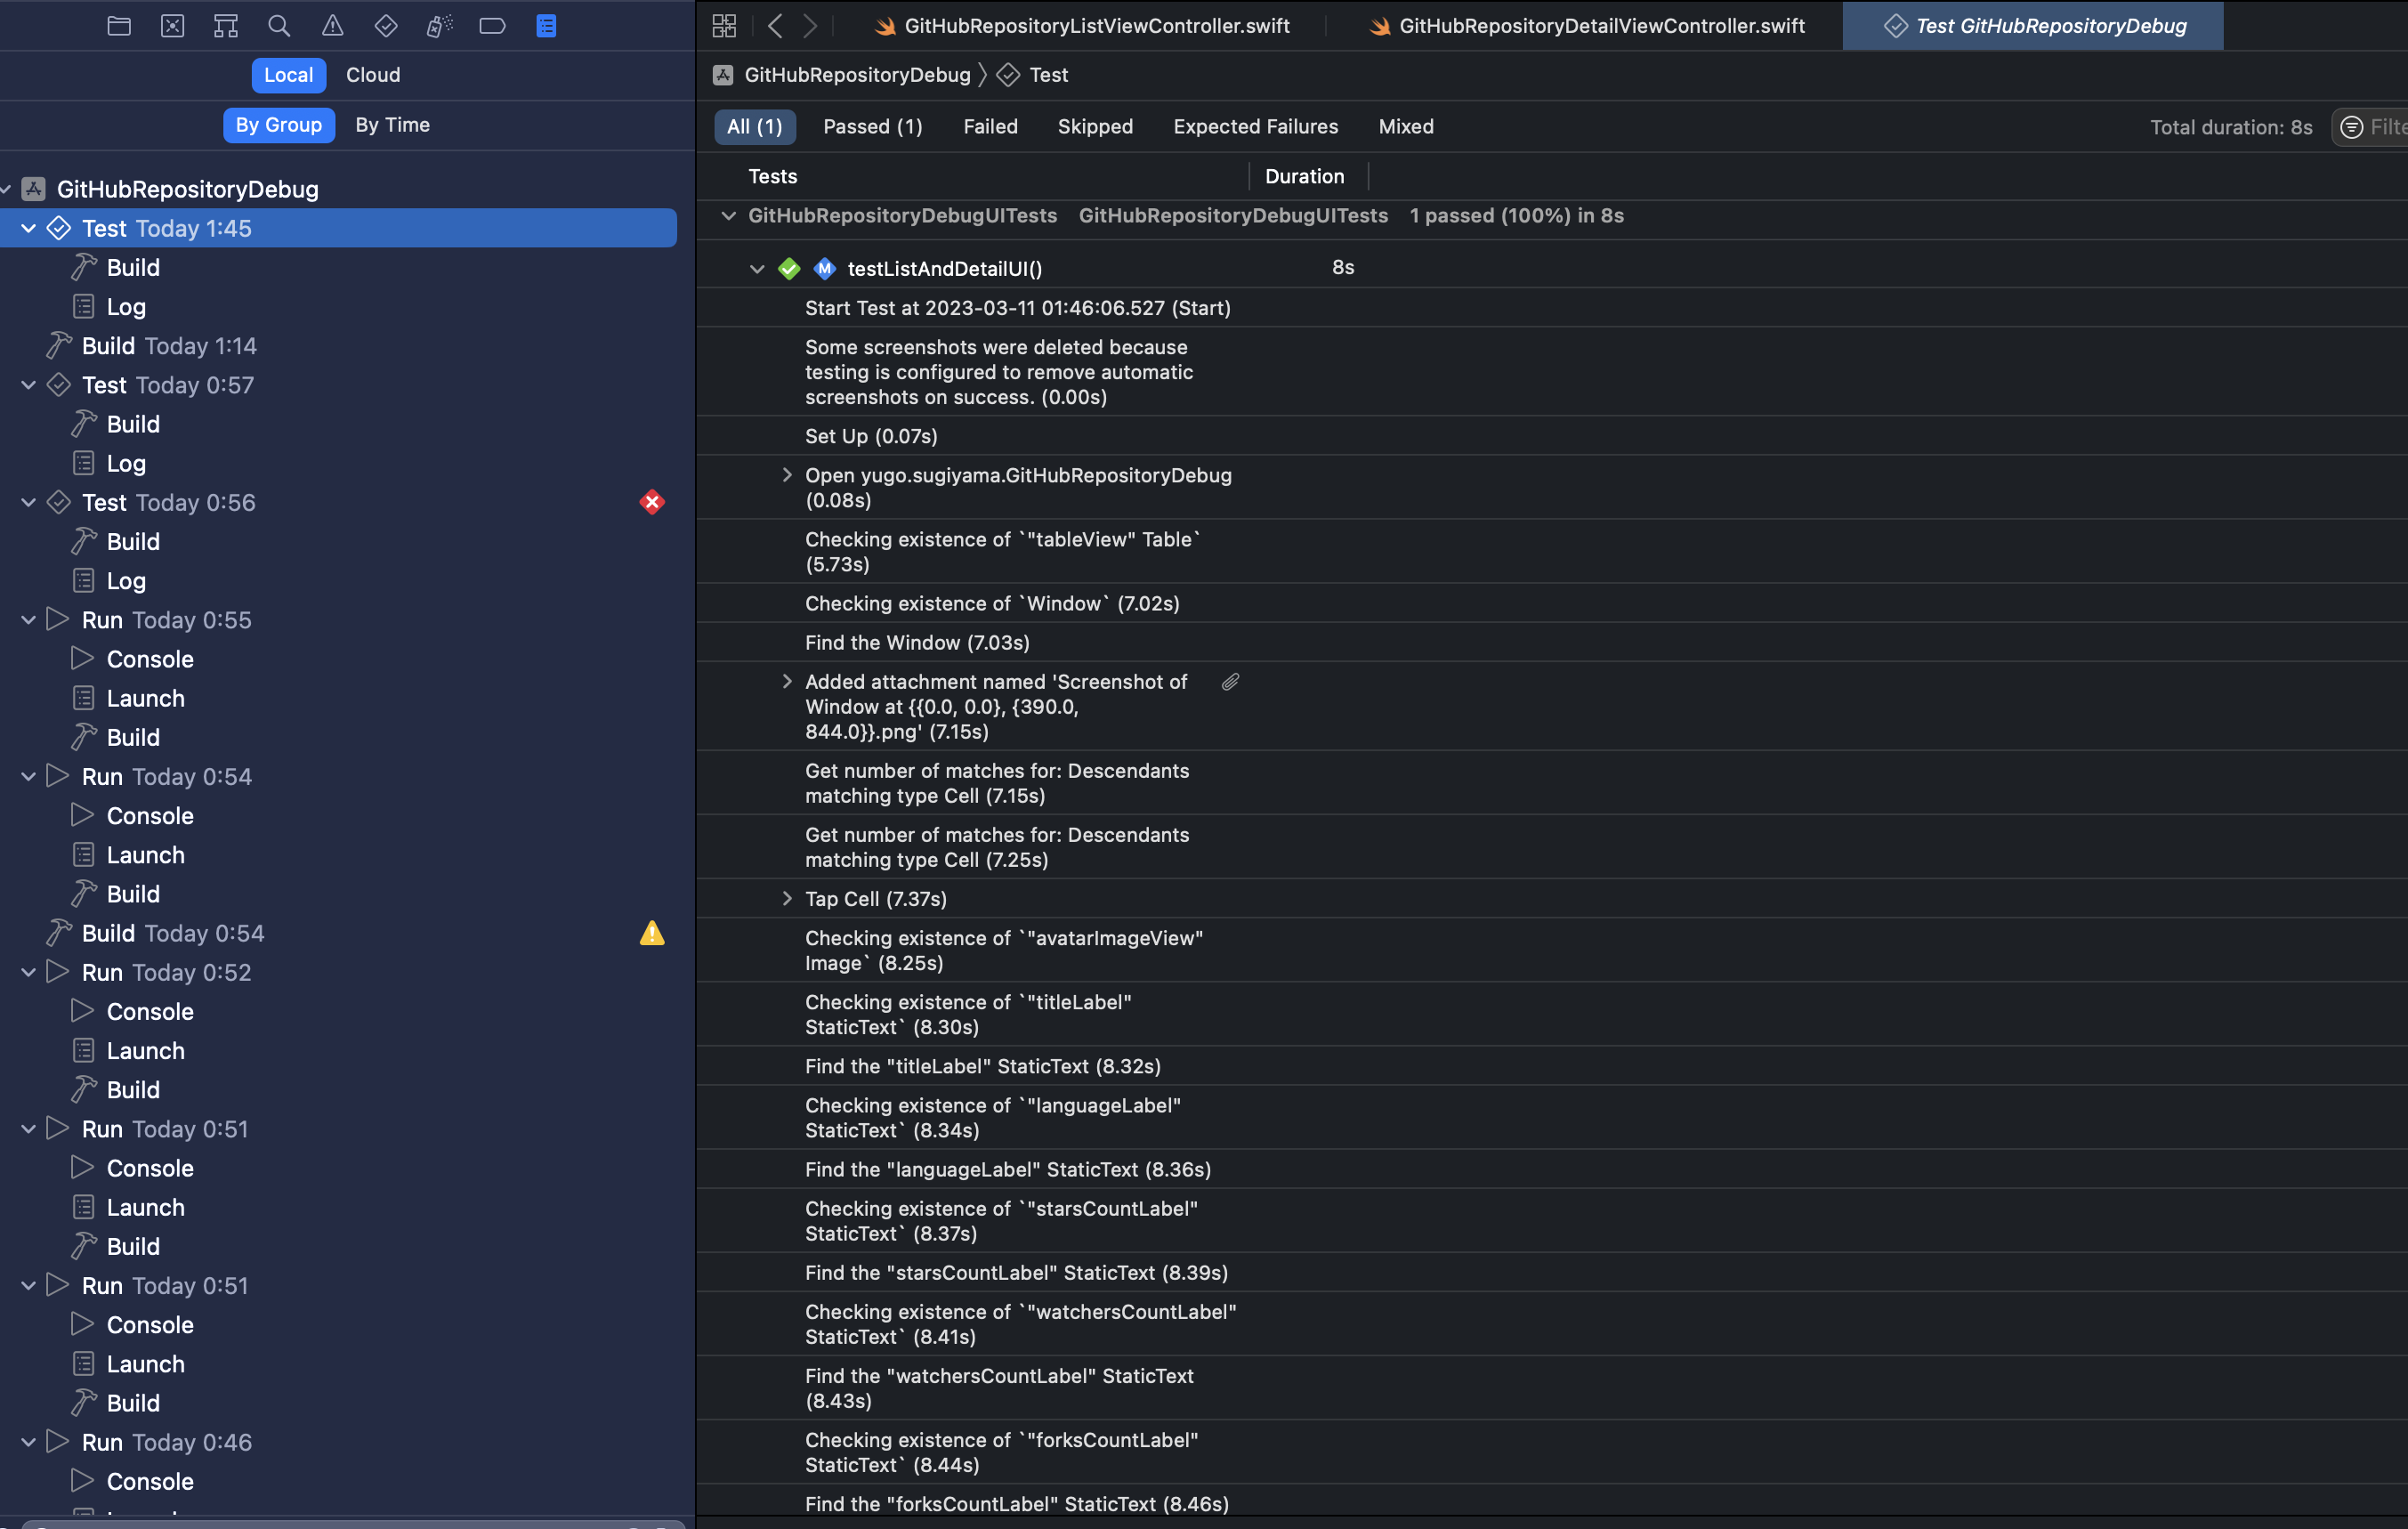 Local Cloud
By Group By Time
GitHubRepositoryDebug
Test Today 1:45
Build
Log
Build Today 1:14
Test Today 0:57
Build
Log
Test Today 0:56
Build
Log
Run Today 0:55
Console
Launch
Build
Run Today 0:54
Console
Launch
Build
Build Today 0:54
Run Today 0:52
Console
Launch
Build
Run Today 0:51
Console
Launch
Build
Run Today 0:51
Console
Launch
Build
Run Today 0:46
Console
GitHubRepositoryListViewController.swift GitHubRepositoryDetailViewController.swift Test GitHubRepositoryDebug
GitHubRepositoryDebug Test
All (1) Passed (1) Failed Skipped Expected Failures Mixed Total duration: 8s
Tests Duration
GitHubRepositoryDebugUITests GitHubRepositoryDebugUITests 1 passed (100%) in 8s
M testListAndDetailUI() 8s
Start Test at 2023-03-11 01:46:06.527 (Start)
Some screenshots were deleted because
testing is configured to remove automatic
screenshots on success. (0.00s)
Set Up (0.07s)
Open yugo.sugiyama.GitHubRepositoryDebug
(0.08s)
Checking existence of `"tableView" Table`
(5.73s)
Checking existence of `Window` (7.02s)
Find the Window (7.03s)
Added attachment named 'Screenshot of
Window at {{0.0, 0.0}, {390.0,
844.0}}.png' (7.15s)
Get number of matches for: Descendants
matching type Cell (7.15s)
Get number of matches for: Descendants
matching type Cell (7.25s)
Tap Cell (7.37s)
Checking existence of `"avatarImageView"
Image` (8.25s)
Checking existence of `"titleLabel"
StaticText` (8.30s)
Find the "titleLabel" StaticText (8.32s)
Checking existence of `"languageLabel"
StaticText` (8.34s)
Find the "languageLabel" StaticText (8.36s)
Checking existence of `"starsCountLabel"
StaticText` (8.37s)
Find the "starsCountLabel" StaticText (8.39s)
Checking existence of `"watchersCountLabel"
StaticText` (8.41s)
Find the "watchersCountLabel" StaticText
(8.43s)
Checking existence of `"forksCountLabel"
StaticText` (8.44s)
Find the "forksCountLabel" StaticText (8.46s)